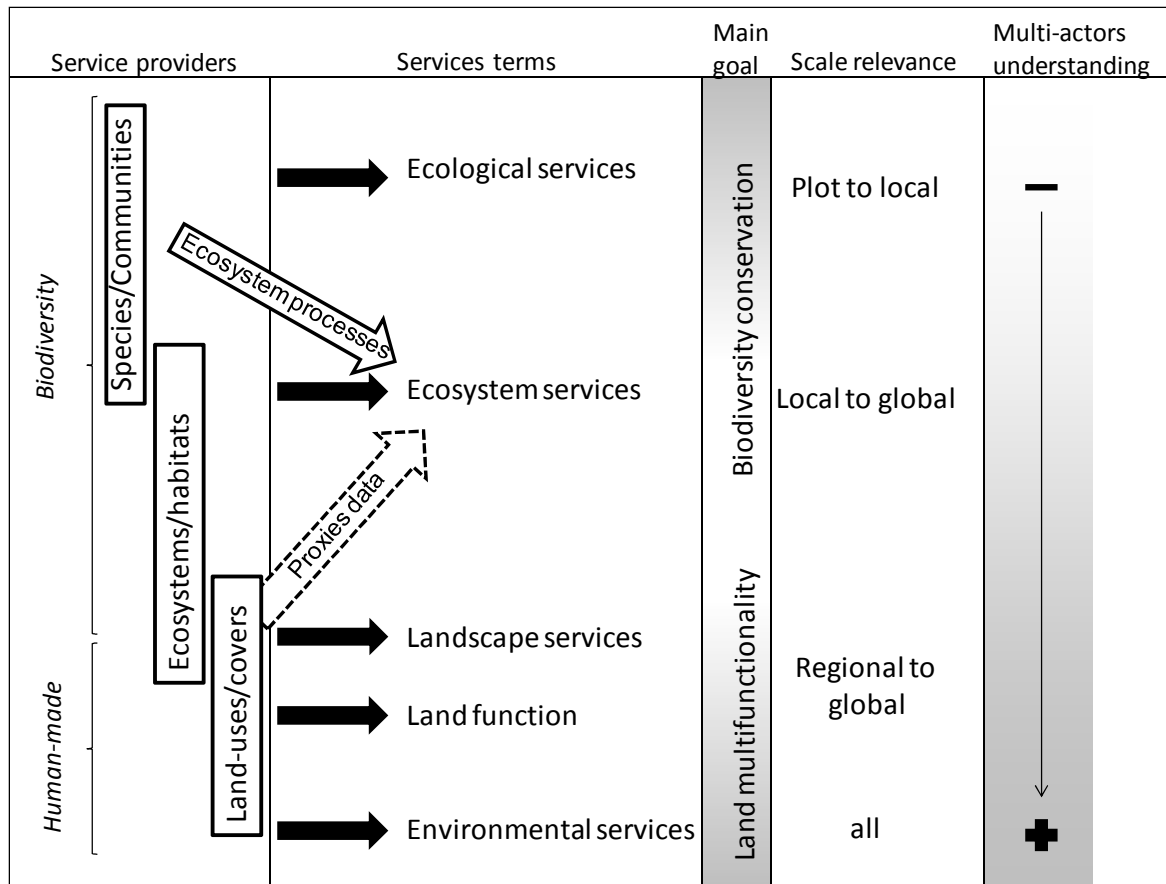 Service providers
Services terms
Main
goal
Scale relevance
Multi-actors
understanding
Biodiversity
Human-made
Species/Communities
Ecosystems/habitats
Land-uses/covers
Ecosystem processes
Proxies data
Ecological services
Ecosystem services
Landscape services
Land function
Environmental services
Biodiversity conservation
Land multifunctionality
Plot to local
Local to global
Regional to
global
all